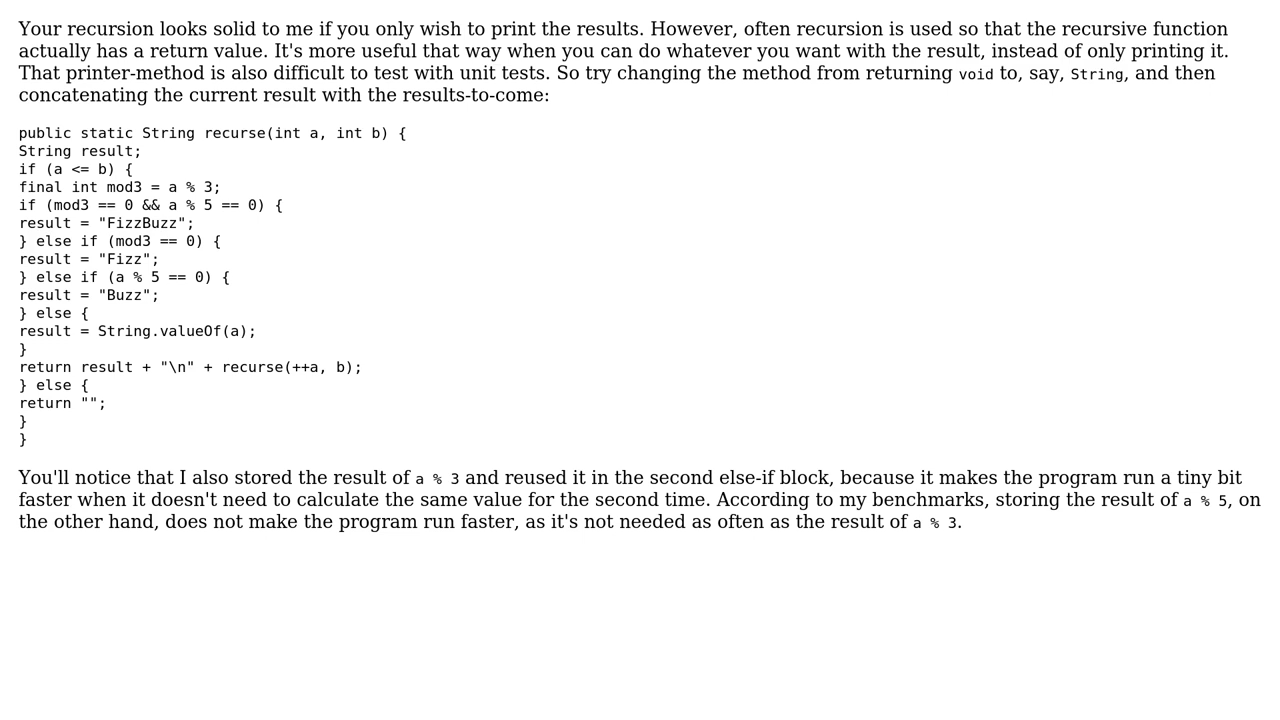 Your recursion looks solid to me if you only wish to print the results. However, often recursion is used so that the recursive function
actually has a return value. It's more useful that way when you can do whatever you want with the result, instead of only printing it.
That printer-method is also difficult to test with unit tests. So try changing the method from returning void to, say, String, and then
concatenating the current result with the results-to-come:
public static String recurse(int a, int b) {
String result;
if (a <= b) {
final int mod3 = a % 3;
if (mod3 == 0 && a % 5 == 0) {
result = "FizzBuzz";
} else if (mod3 == 0) {
result = "Fizz";
} else if (a % 5 == 0) {
result = "Buzz";
} else {
result = String.valueOf(a);
}
return result + "\n" + recurse(++a, b);
} else {
return "";
}
}
You'll notice that I also stored the result of a % 3 and reused it in the second else-if block, because it makes the program run a tiny bit
faster when it doesn't need to calculate the same value for the second time. According to my benchmarks, storing the result of a % 5, on
the other hand, does not make the program run faster, as it's not needed as often as the result of a % 3.